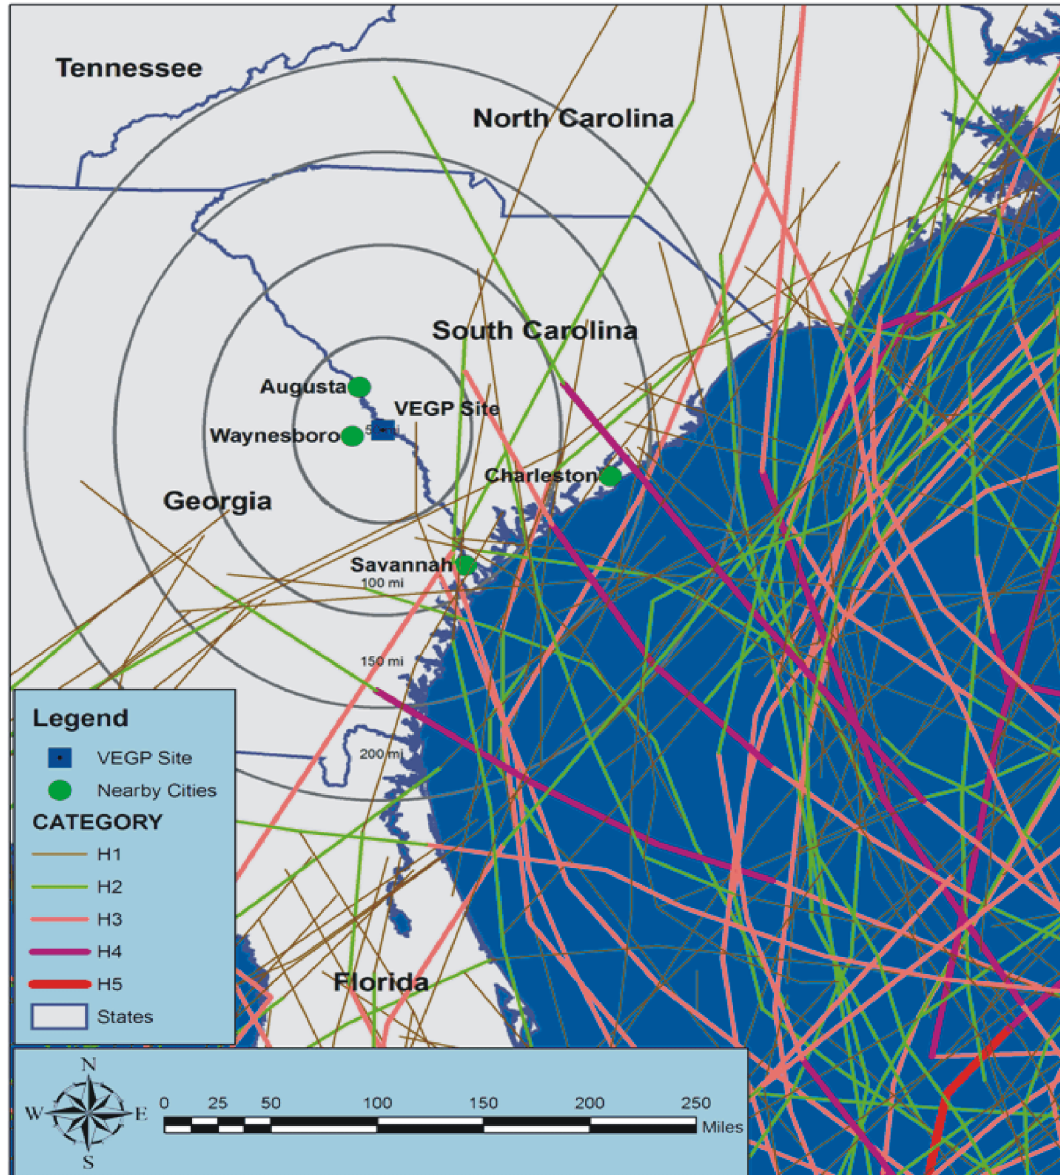 Tennessee
North Carolina
South Carolina
Augusta
VEGP Site
Waynesboro
Charleston
Georgia
Savannah
100 mi
150 mi
200 mi
Florida
Legend
VEGP Site
Nearby Cities
CATEGORY
H1
H2
H3
H4
H5
States
N
W E
S
0 25 50 100 150 200 250
Miles